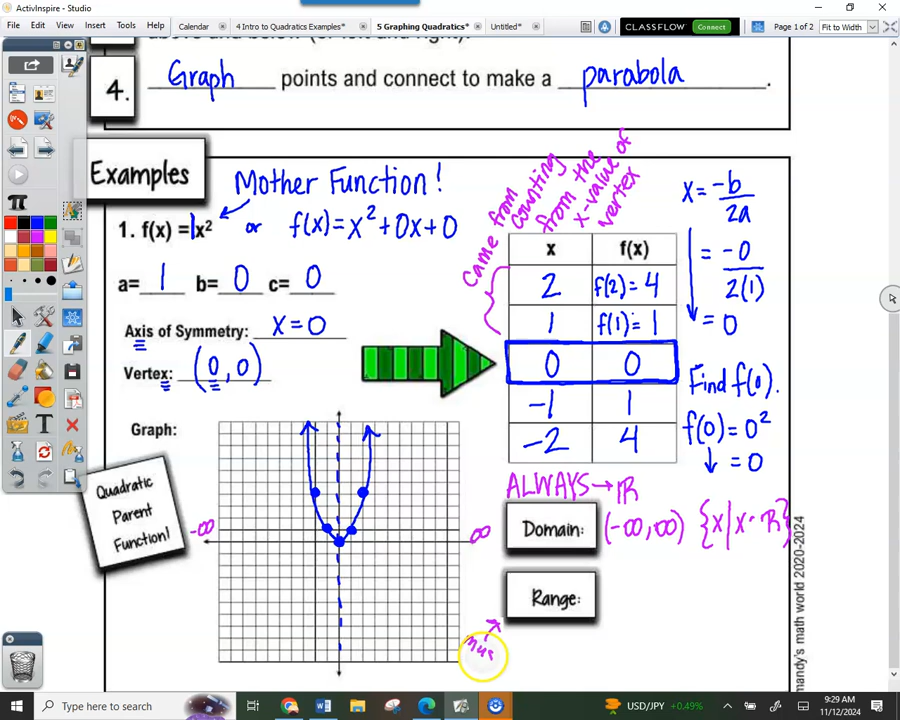 ActivInspire - Studio
File Edit View Insert Tools Help
Calendar
4 Intro to Quadratics Examples*
5 Graphing Quadratics*
Untitled*
CLASSFLOW Connect
Page 1 of 2
Fit to Width
4. Graph points and connect to make a parabola.
Examples
Mother Function!
1. f(x) = 1x² or f(x) = x² + 0x + 0
a= 1 b= 0 c= 0
Axis of Symmetry: x = 0
Vertex: (0, 0)
Graph:
Quadratic
Parent
Function!
-∞
∞
Came from
counting
from the
x-value of
vertex
x f(x)
2 f(2) = 4
1 f(1) = 1
0 0
-1 1
-2 4
x = -b
2a
= -0
2(1)
= 0
Find f(0).
f(0) = 0²
= 0
ALWAYS → ℝ
Domain: (-∞, ∞) {x|x · ℝ}
Range:
mandy's math world 2020-2024
Type here to search
USD/JPY +0.49%
9:29 AM
11/12/2024